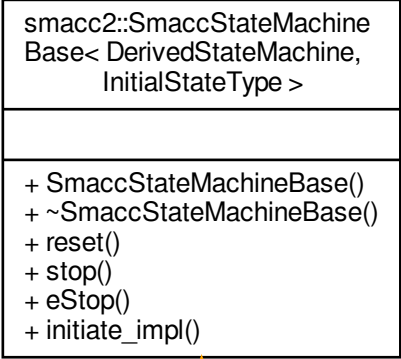 smacc2::SmaccStateMachine
Base< DerivedStateMachine,
InitialStateType >
+ SmaccStateMachineBase()
+ ~SmaccStateMachineBase()
+ reset()
+ stop()
+ eStop()
+ initiate_impl()